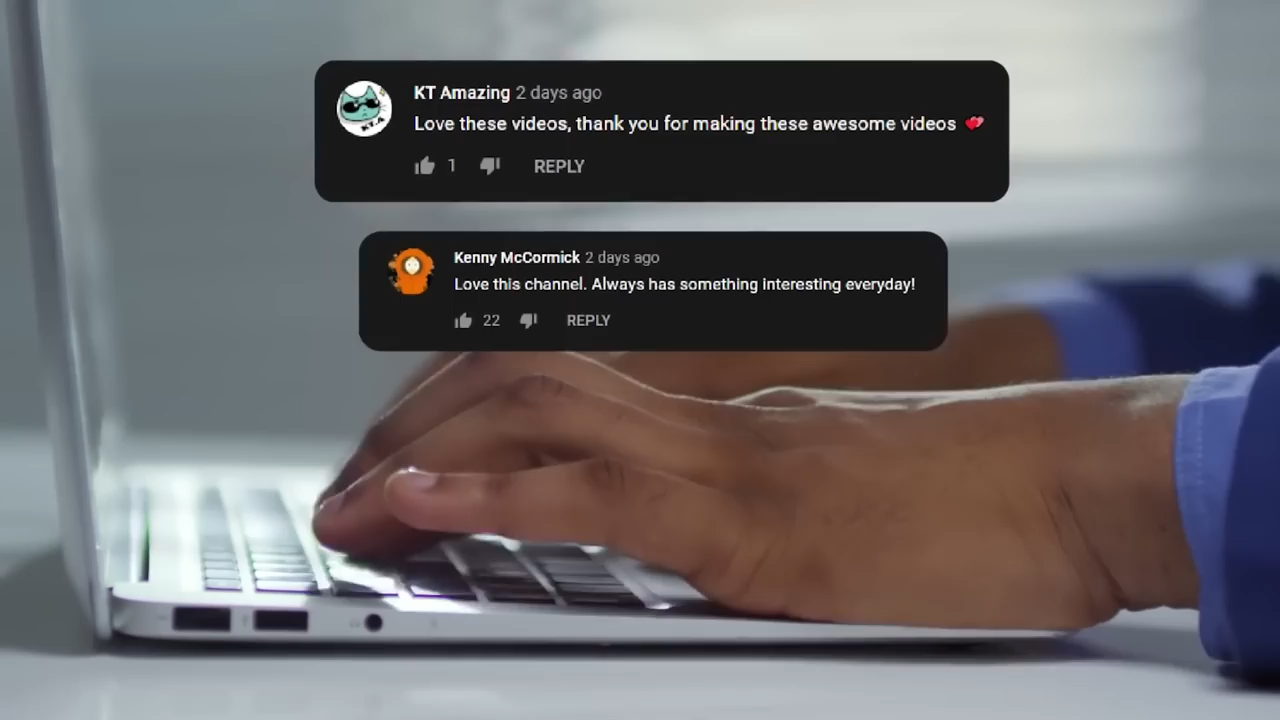 KT Amazing 2 days ago
Love these videos, thank you for making these awesome videos 💕
1 REPLY
Kenny McCormick 2 days ago
Love this channel. Always has something interesting everyday!
22 REPLY
KT.A